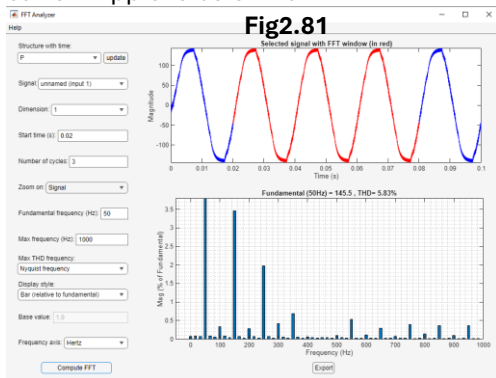 Fig2.81
FFT Analyzer
Help
Structure with time:
P
update
Signal: unnamed (input 1)
Dimension: 1
Start time (s): 0.02
Number of cycles: 3
Zoom on: Signal
Fundamental frequency (Hz): 50
Max frequency (Hz): 1000
Max THD frequency:
Nyquist frequency
Display style:
Bar (relative to fundamental)
Base value: 1.0
Frequency axis: Hertz
Compute FFT
Selected signal with FFT window (in red)
Magnitude
100
50
0
-50
-100
0 0.01 0.02 0.03 0.04 0.05 0.06 0.07 0.08 0.09 0.1
Time (s)
Fundamental (50Hz) = 145.5 , THD= 5.83%
Mag (% of Fundamental)
3.5
3
2.5
2
1.5
1
0.5
0
0 100 200 300 400 500 600 700 800 900 1000
Frequency (Hz)
Export